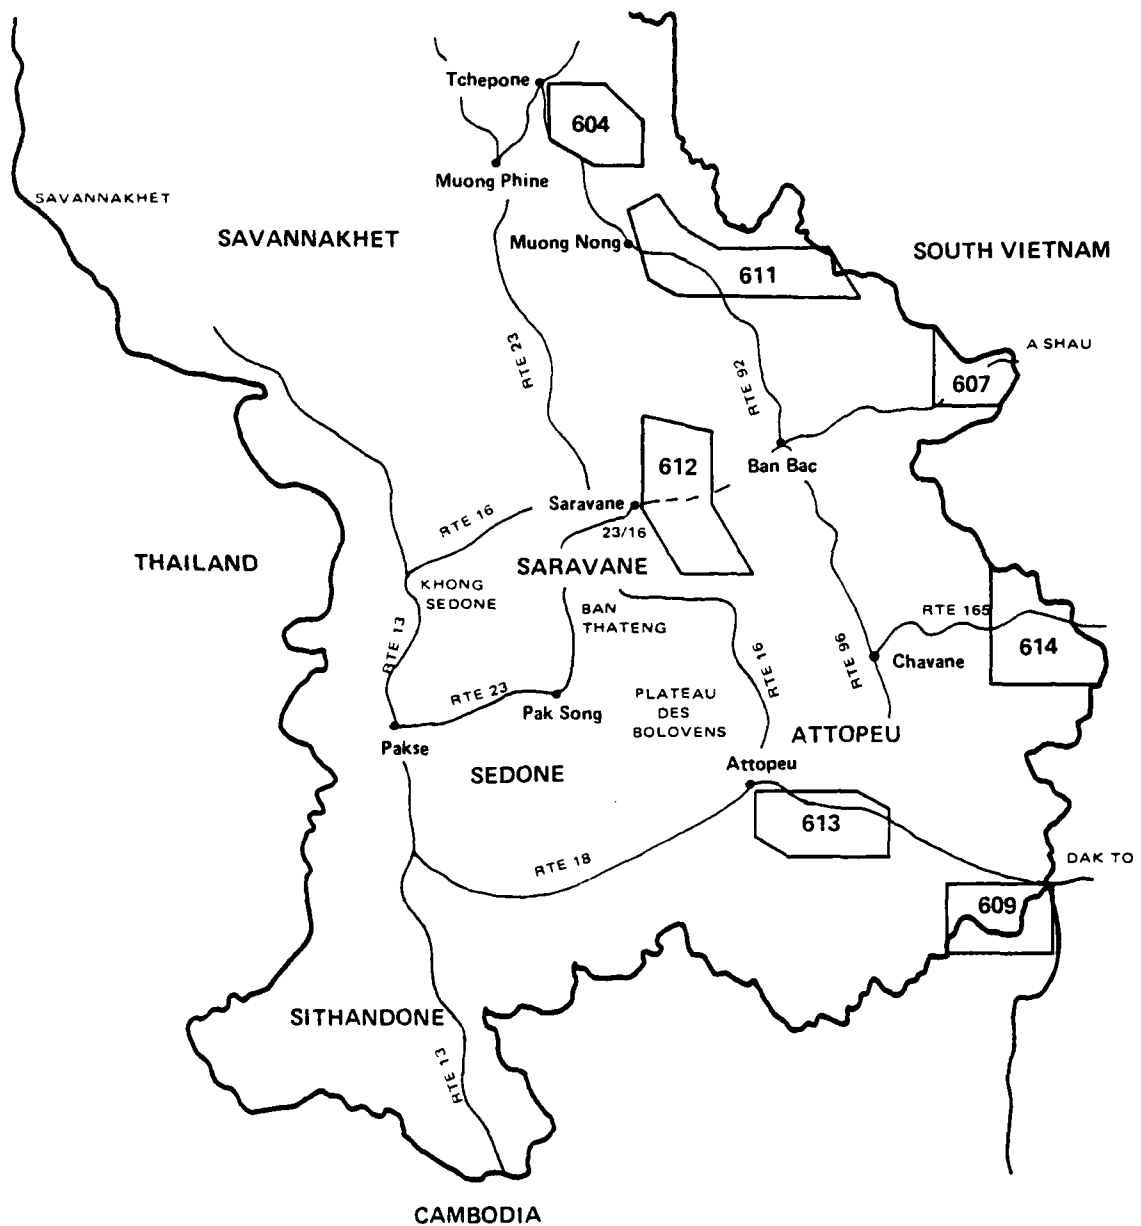 Tchepone
604
Muong Phine
SAVANNAKHET
SAVANNAKHET
Muong Nong
SOUTH VIETNAM
611
RTE 23
A SHAU
RTE 92
607
612
Ban Bac
Saravane
RTE 16
23/16
THAILAND
SARAVANE
KHONG
SEDONE
BAN
THATENG
RTE 165
RTE 13
614
RTE 16
RTE 96
Chavane
RTE 23
PLATEAU
DES
BOLOVENS
Pak Song
ATTOPEU
Pakse
Attopeu
SEDONE
613
RTE 18
DAK TO
609
SITHANDONE
RTE 13
CAMBODIA